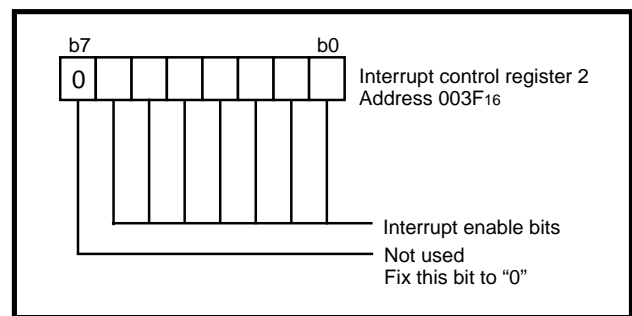 b7 b0
0
Interrupt control register 2
Address 003F16
Interrupt enable bits
Not used
Fix this bit to “0”